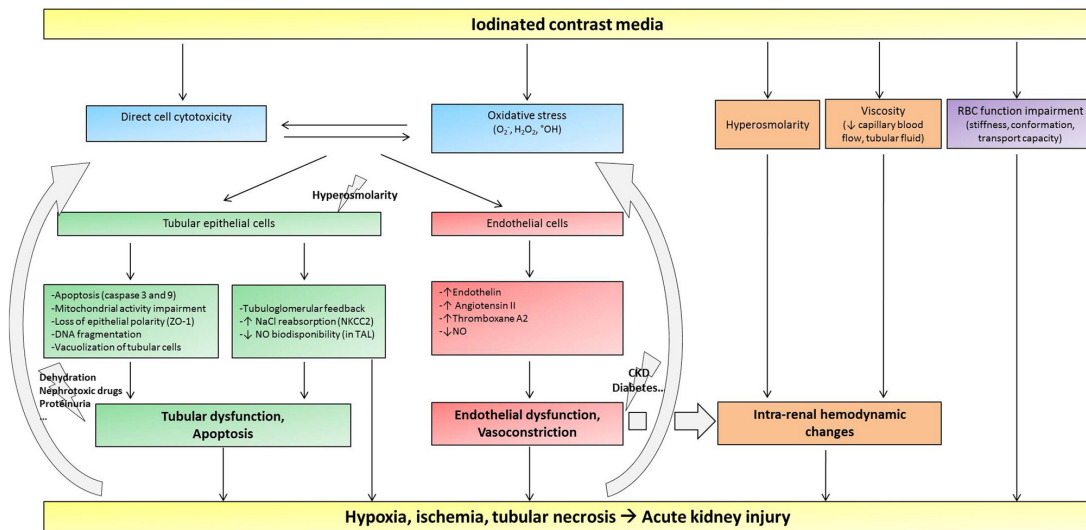 Iodinated contrast media
Direct cell cytotoxicity
Oxidative stress
(O₂⁻, H₂O₂, °OH)
Hyperosmolarity
Viscosity
(↓ capillary blood
flow, tubular fluid)
RBC function impairment
(stiffness, conformation,
transport capacity)
Hyperosmolarity
Tubular epithelial cells
Endothelial cells
-Apoptosis (caspase 3 and 9)
-Mitochondrial activity impairment
-Loss of epithelial polarity (ZO-1)
-DNA fragmentation
-Vacuolization of tubular cells
-Tubuloglomerular feedback
-↑ NaCl reabsorption (NKCC2)
-↓ NO biodisponibility (in TAL)
-↑Endothelin
-↑ Angiotensin II
-↑Thromboxane A2
-↓NO
Dehydration
Nephrotoxic drugs
Proteinuria
...
CKD
Diabetes..
Tubular dysfunction,
Apoptosis
Endothelial dysfunction,
Vasoconstriction
Intra-renal hemodynamic
changes
Hypoxia, ischemia, tubular necrosis → Acute kidney injury